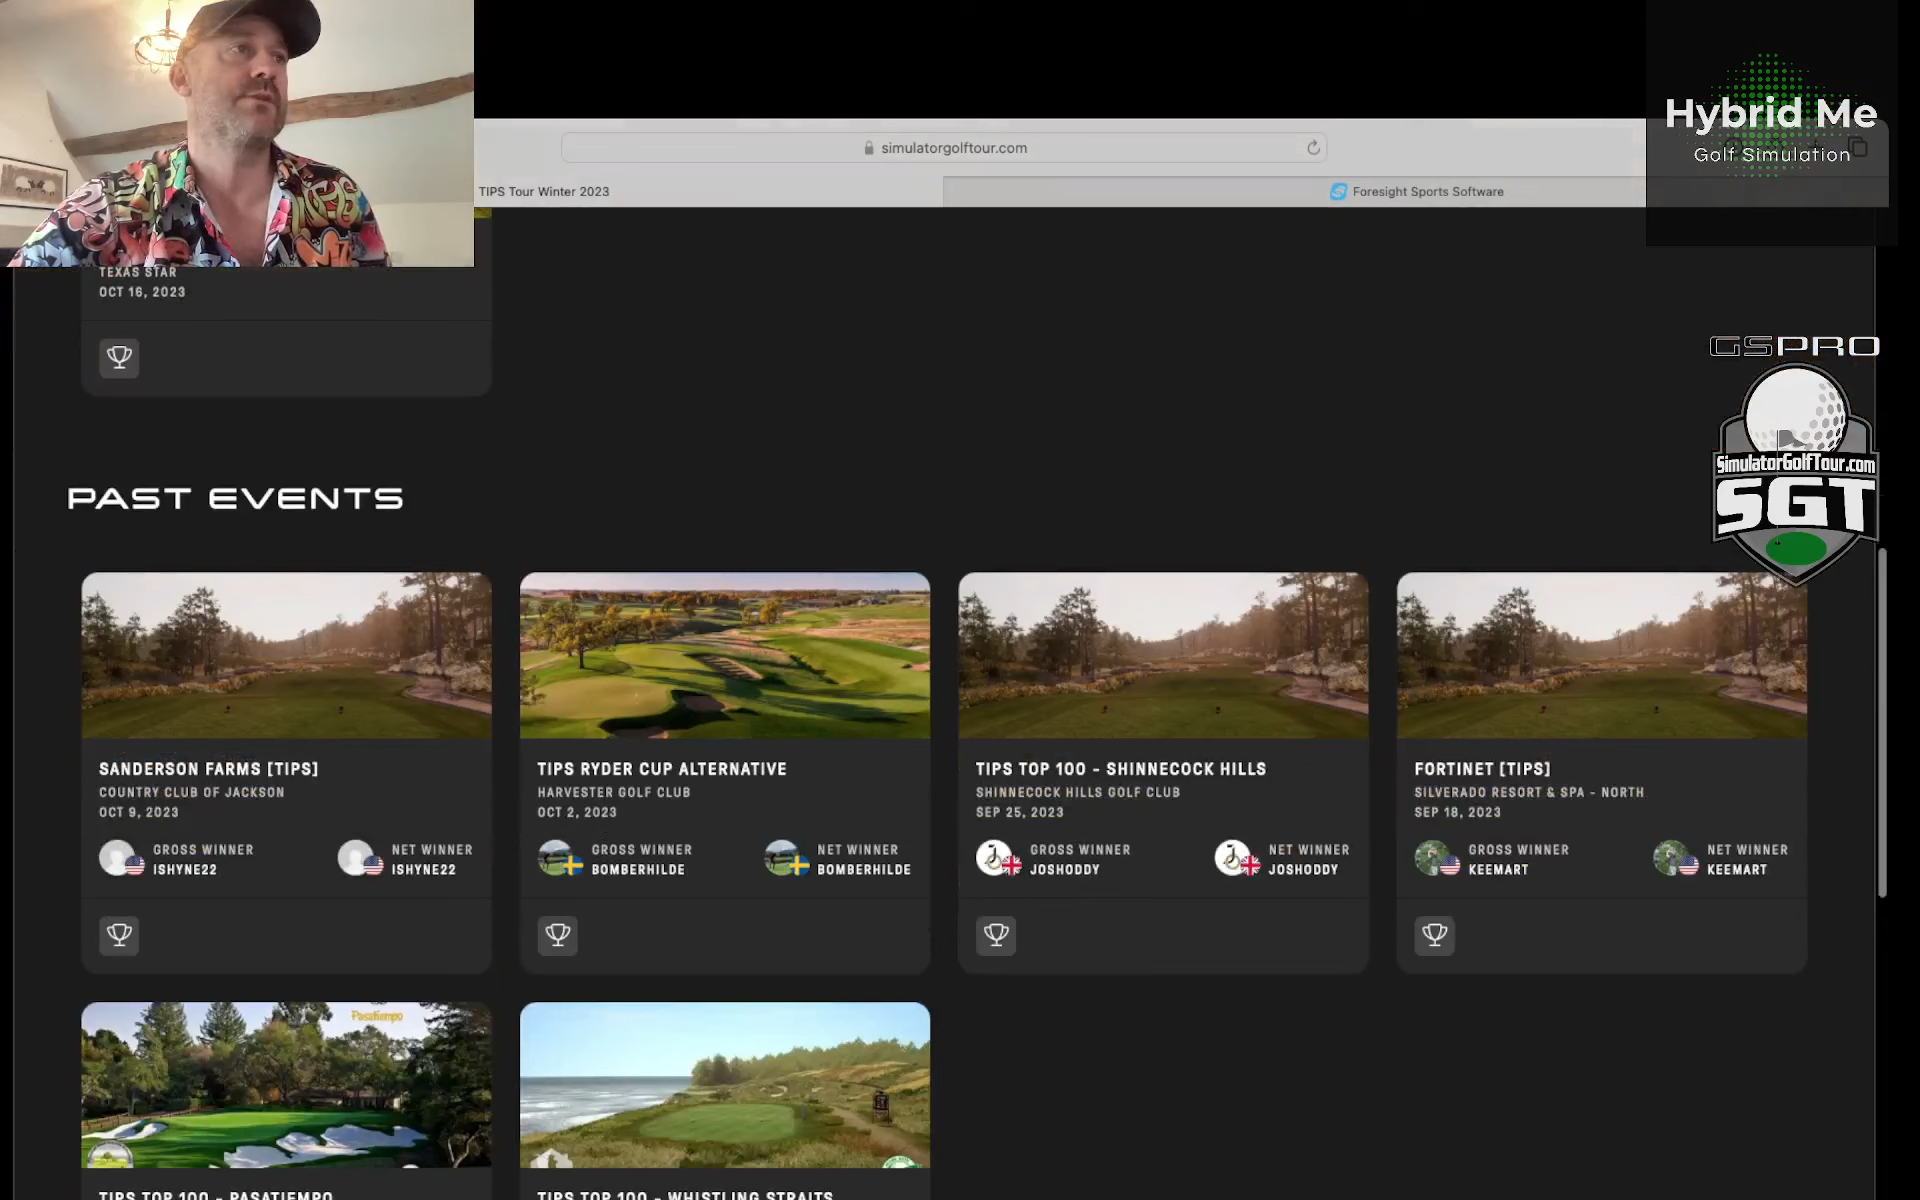 Hybrid Me
Golf Simulation
simulatorgolftour.com
TIPS Tour Winter 2023
Foresight Sports Software
TEXAS STAR
OCT 16, 2023
GSPRO
SimulatorGolfTour.com
SGT
PAST EVENTS
SANDERSON FARMS [TIPS]
COUNTRY CLUB OF JACKSON
OCT 9, 2023
GROSS WINNER
ISHYNE22
NET WINNER
ISHYNE22
TIPS RYDER CUP ALTERNATIVE
HARVESTER GOLF CLUB
OCT 2, 2023
GROSS WINNER
BOMBERHILDE
NET WINNER
BOMBERHILDE
TIPS TOP 100 - SHINNECOCK HILLS
SHINNECOCK HILLS GOLF CLUB
SEP 25, 2023
GROSS WINNER
JOSHODDY
NET WINNER
JOSHODDY
FORTINET [TIPS]
SILVERADO RESORT & SPA - NORTH
SEP 18, 2023
GROSS WINNER
KEEMART
NET WINNER
KEEMART
Pasatiempo
TIPS TOP 100 - PASATIEMPO
TIPS TOP 100 - WHISTLING STRAITS